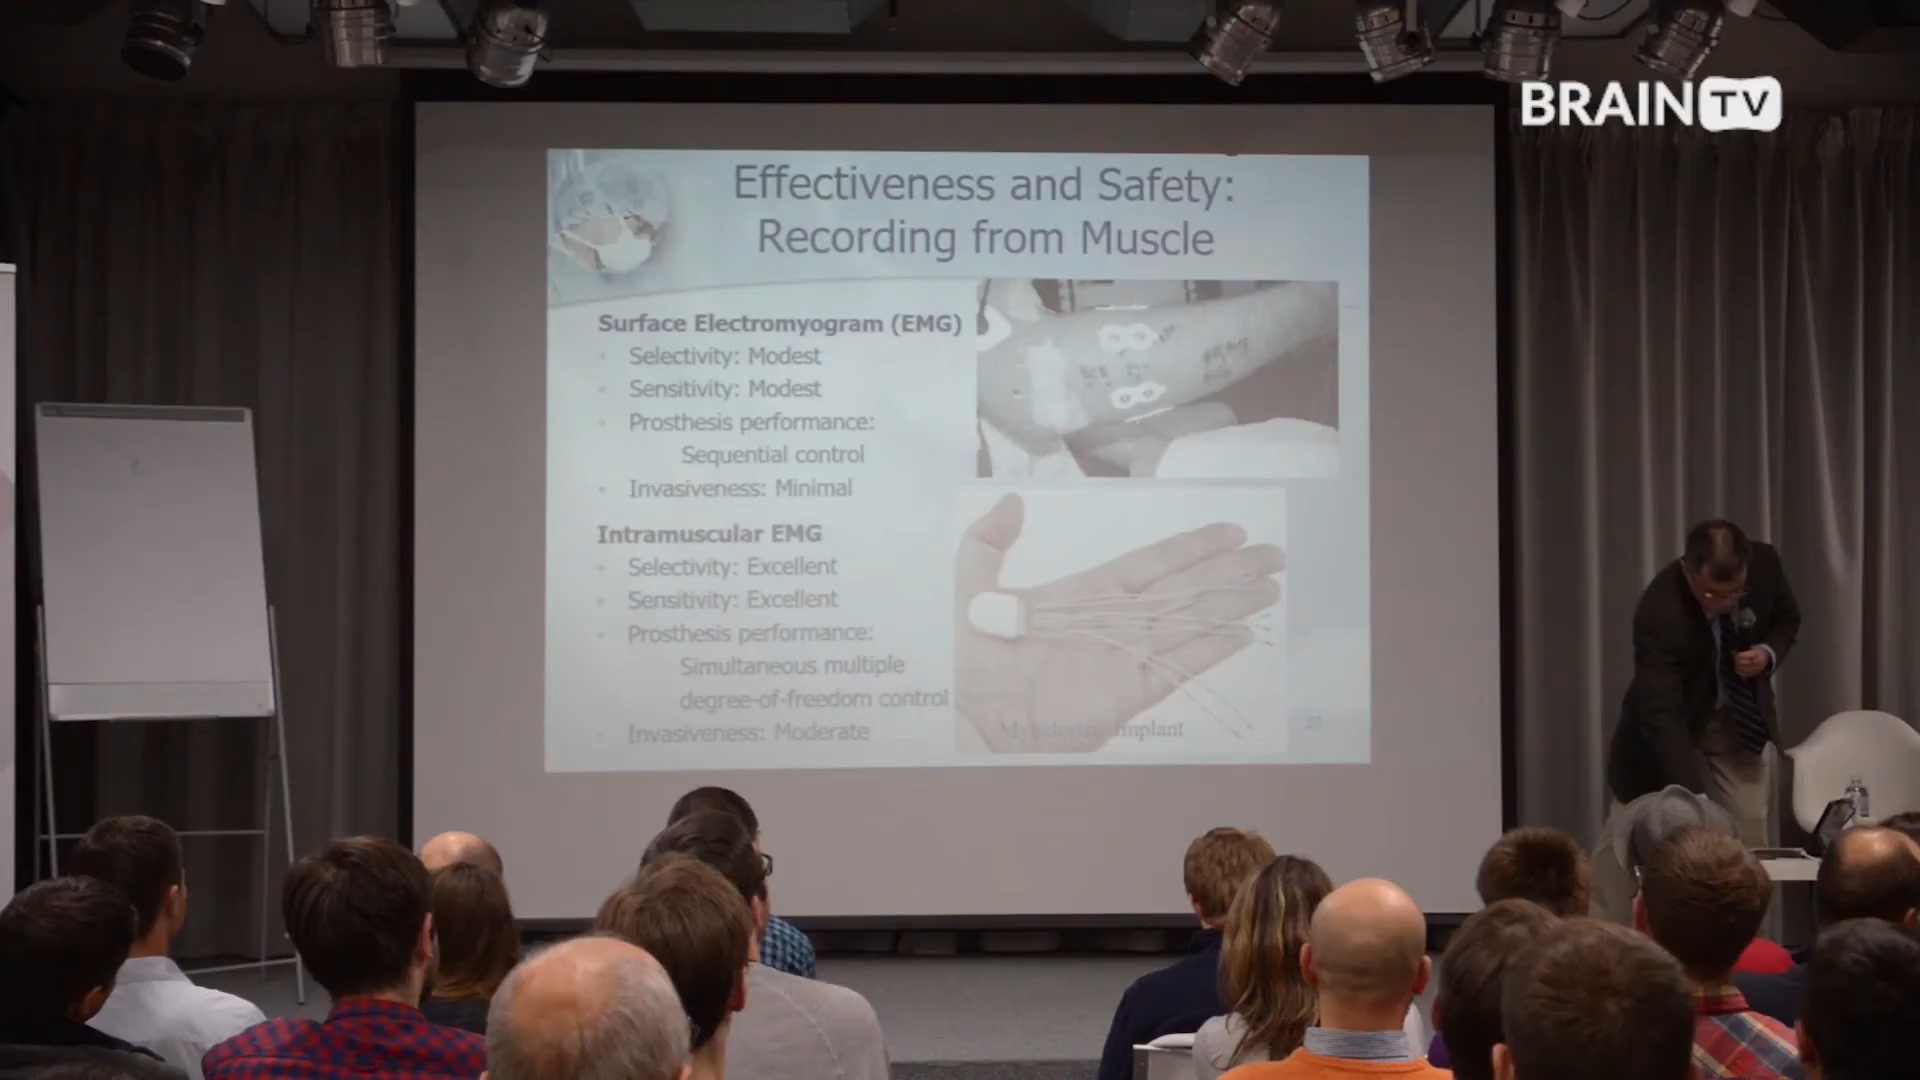 BRAIN TV
Effectiveness and Safety:
Recording from Muscle
Surface Electromyogram (EMG)
Selectivity: Modest
Sensitivity: Modest
Prosthesis performance:
Sequential control
Invasiveness: Minimal
Intramuscular EMG
Selectivity: Excellent
Sensitivity: Excellent
Prosthesis performance:
Simultaneous multiple
degree-of-freedom control
Invasiveness: Moderate
Implant